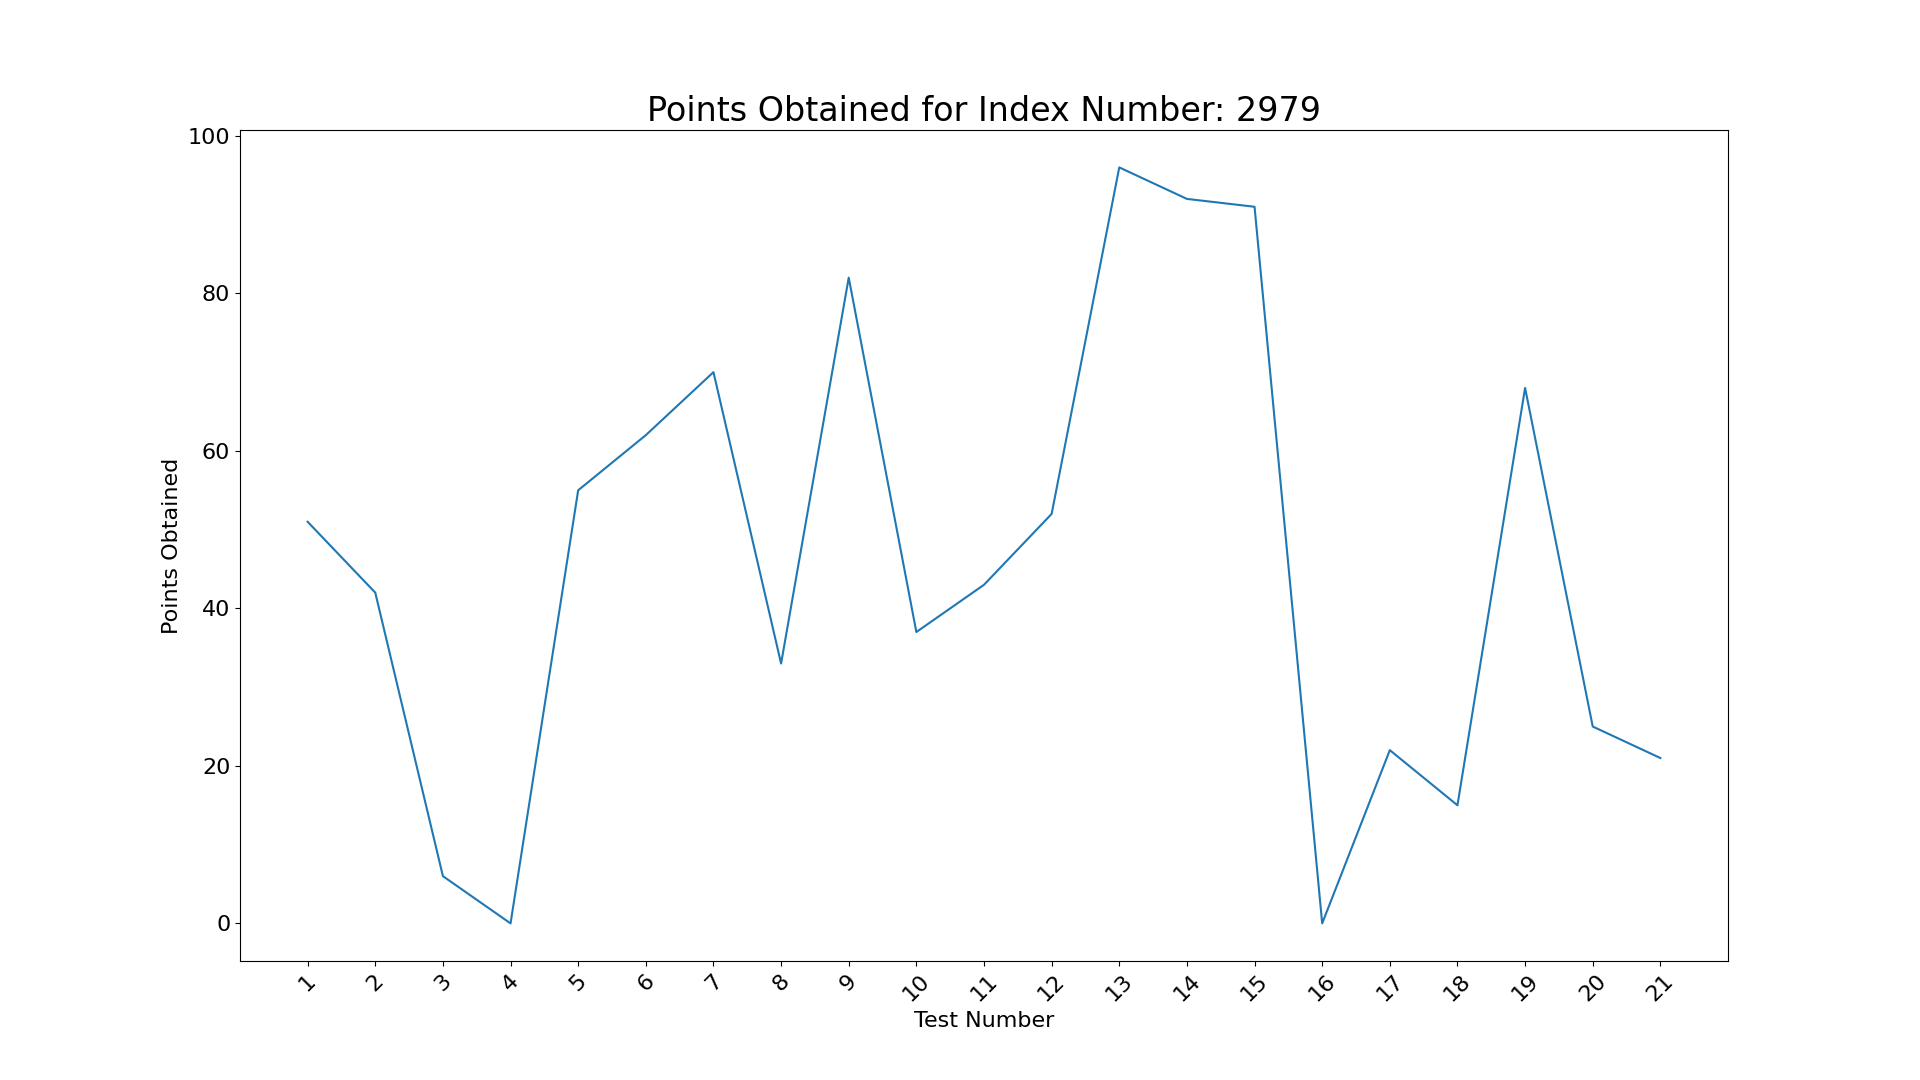 Points Obtained for Index Number: 2979
100
80
60
40
20
0
Points Obtained
1 2 3 4 5 6 7 8 9 10 11 12 13 14 15 16 17 18 19 20 21
Test Number